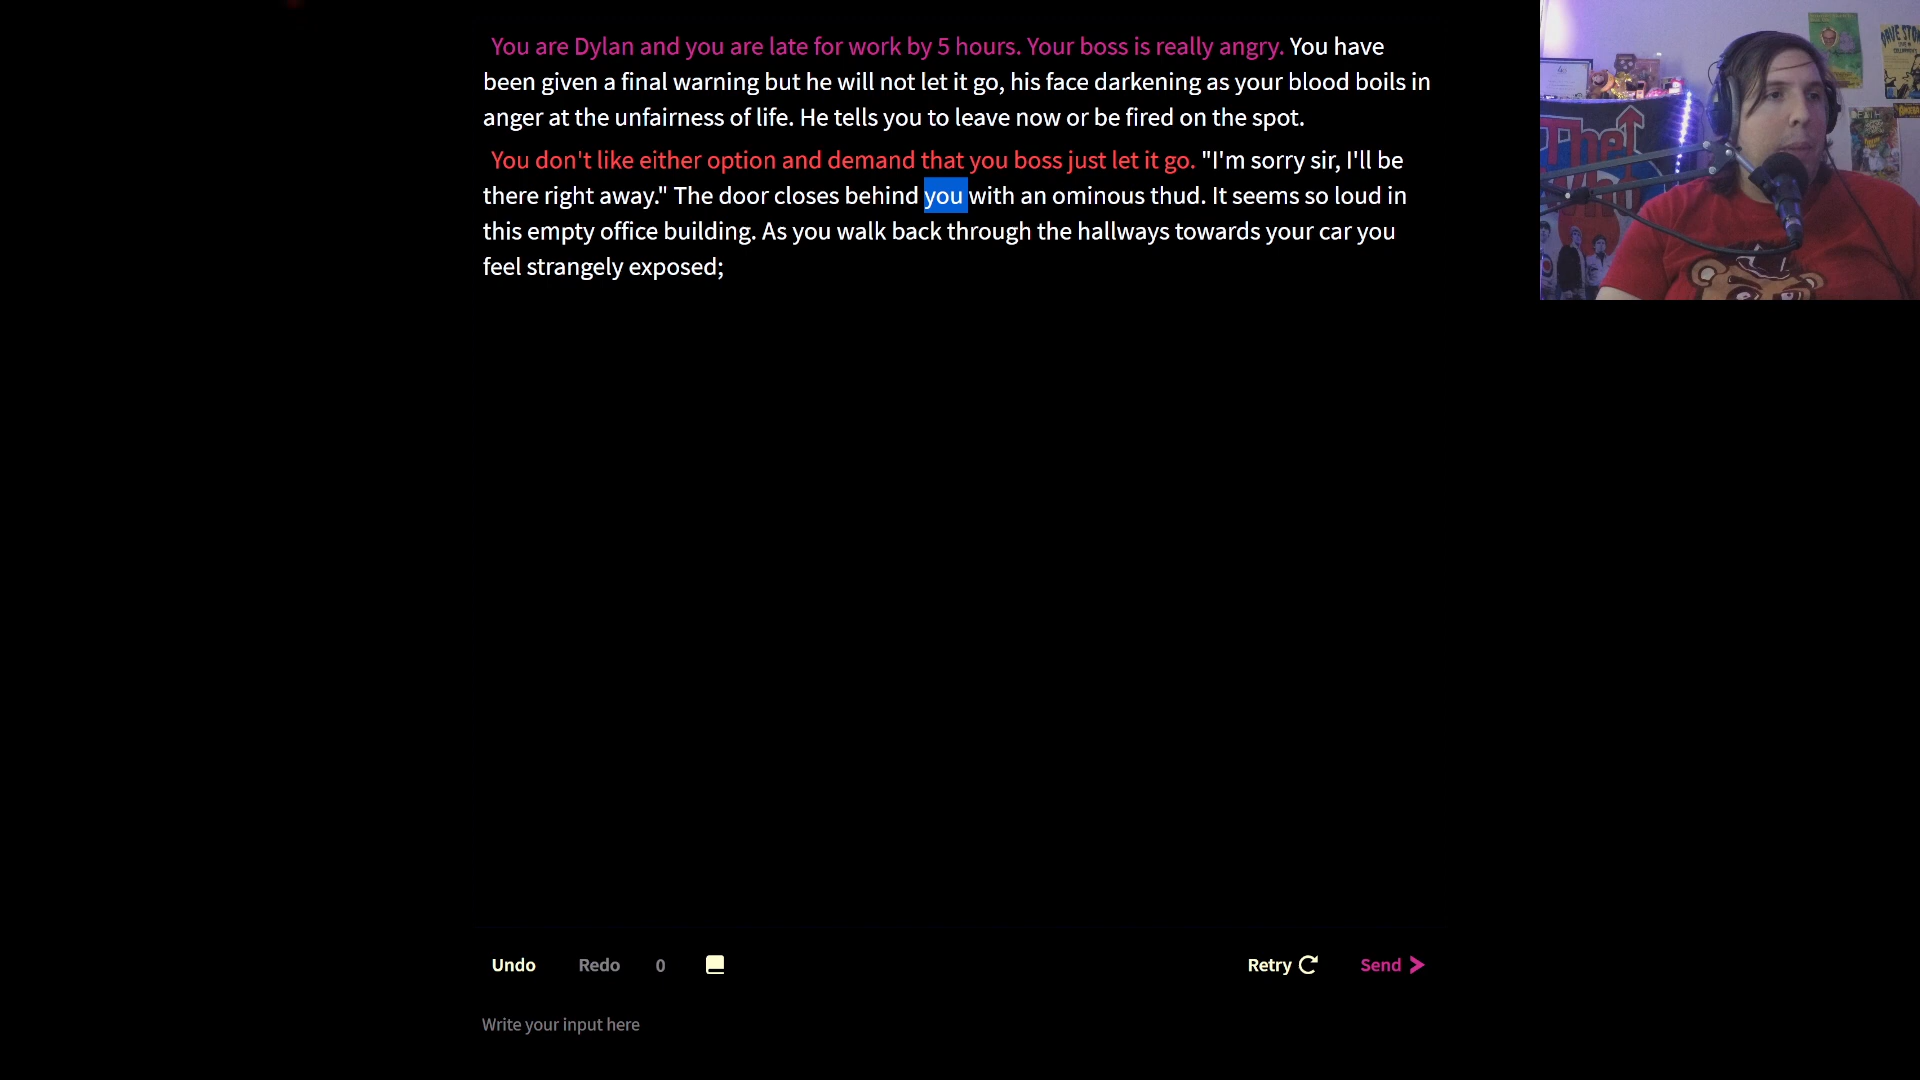 You are Dylan and you are late for work by 5 hours. Your boss is really angry. You have
been given a final warning but he will not let it go, his face darkening as your blood boils in
anger at the unfairness of life. He tells you to leave now or be fired on the spot.
You don't like either option and demand that you boss just let it go. "I'm sorry sir, I'll be
there right away." The door closes behind you with an ominous thud. It seems so loud in
this empty office building. As you walk back through the hallways towards your car you
feel strangely exposed;
The
Who
DAVE STO
Undo Redo 0 Retry Send
Write your input here